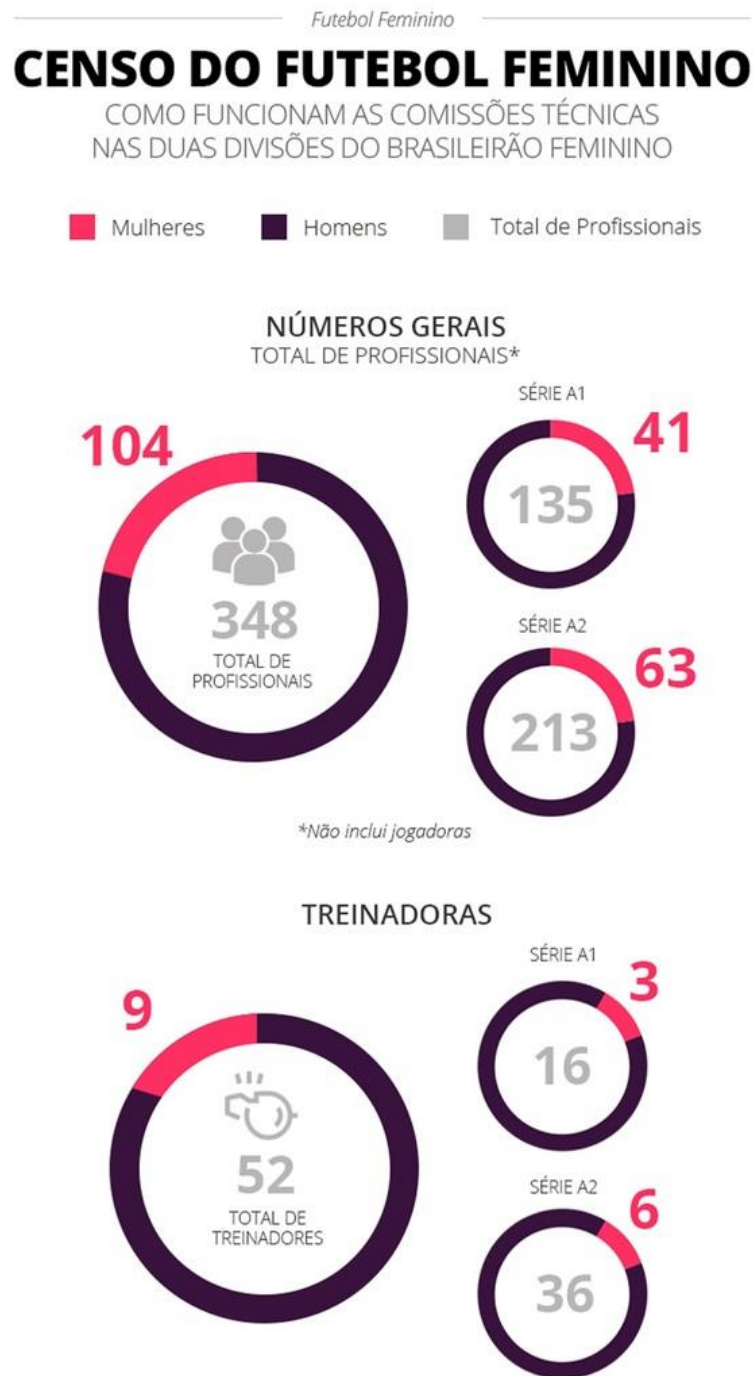 Futebol Feminino
CENSO DO FUTEBOL FEMININO
COMO FUNCIONAM AS COMISSÕES TÉCNICAS
NAS DUAS DIVISÕES DO BRASILEIRÃO FEMININO
Mulheres Homens Total de Profissionais
NÚMEROS GERAIS
TOTAL DE PROFISSIONAIS*
104
348
TOTAL DE
PROFISSIONAIS
SÉRIE A1
41
135
SÉRIE A2
63
213
*Não inclui jogadoras
TREINADORAS
9
52
TOTAL DE
TREINADORES
SÉRIE A1
3
16
SÉRIE A2
6
36